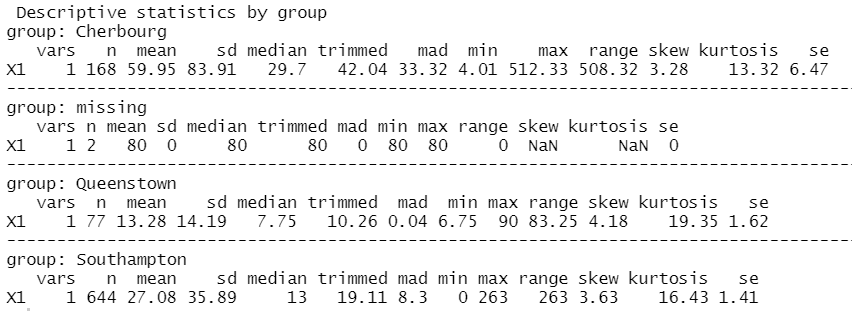 Descriptive statistics by group
group: Cherbourg
   vars   n  mean    sd median trimmed   mad  min    max  range skew kurtosis   se
X1    1 168 59.95 83.91   29.7   42.04 33.32 4.01 512.33 508.32 3.28    13.32 6.47
------------------------------------------------------------------------------------
group: missing
   vars n mean sd median trimmed mad min max range skew kurtosis se
X1    1 2   80  0     80      80   0  80  80     0  NaN      NaN  0
------------------------------------------------------------------------------------
group: Queenstown
   vars  n  mean    sd median trimmed  mad  min max range skew kurtosis   se
X1    1 77 13.28 14.19   7.75   10.26 0.04 6.75  90 83.25 4.18    19.35 1.62
------------------------------------------------------------------------------------
group: Southampton
   vars   n  mean    sd median trimmed mad min max range skew kurtosis   se
X1    1 644 27.08 35.89     13   19.11 8.3   0 263   263 3.63    16.43 1.41